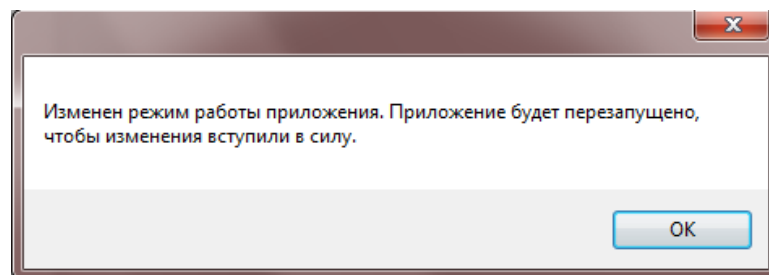 Изменен режим работы приложения. Приложение будет перезапущено,
чтобы изменения вступили в силу.
OK